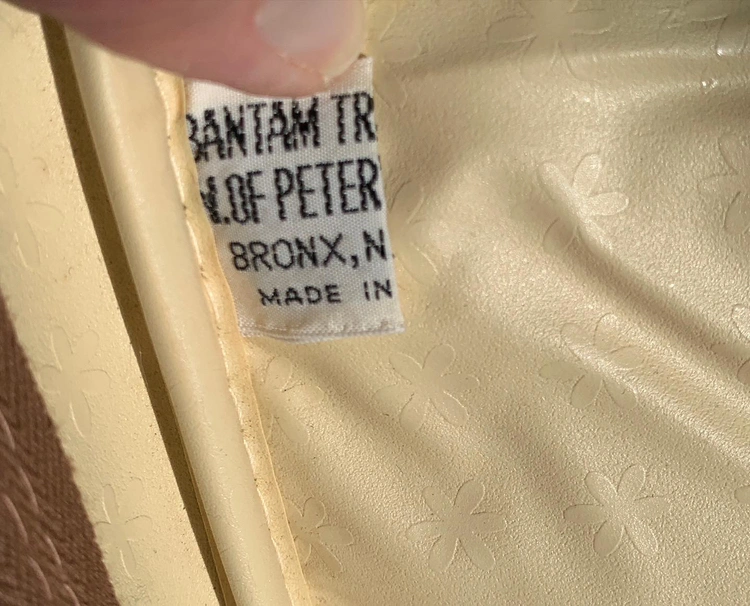 BANTAM TR
N. OF PETER
BRONX, N.
MADE IN